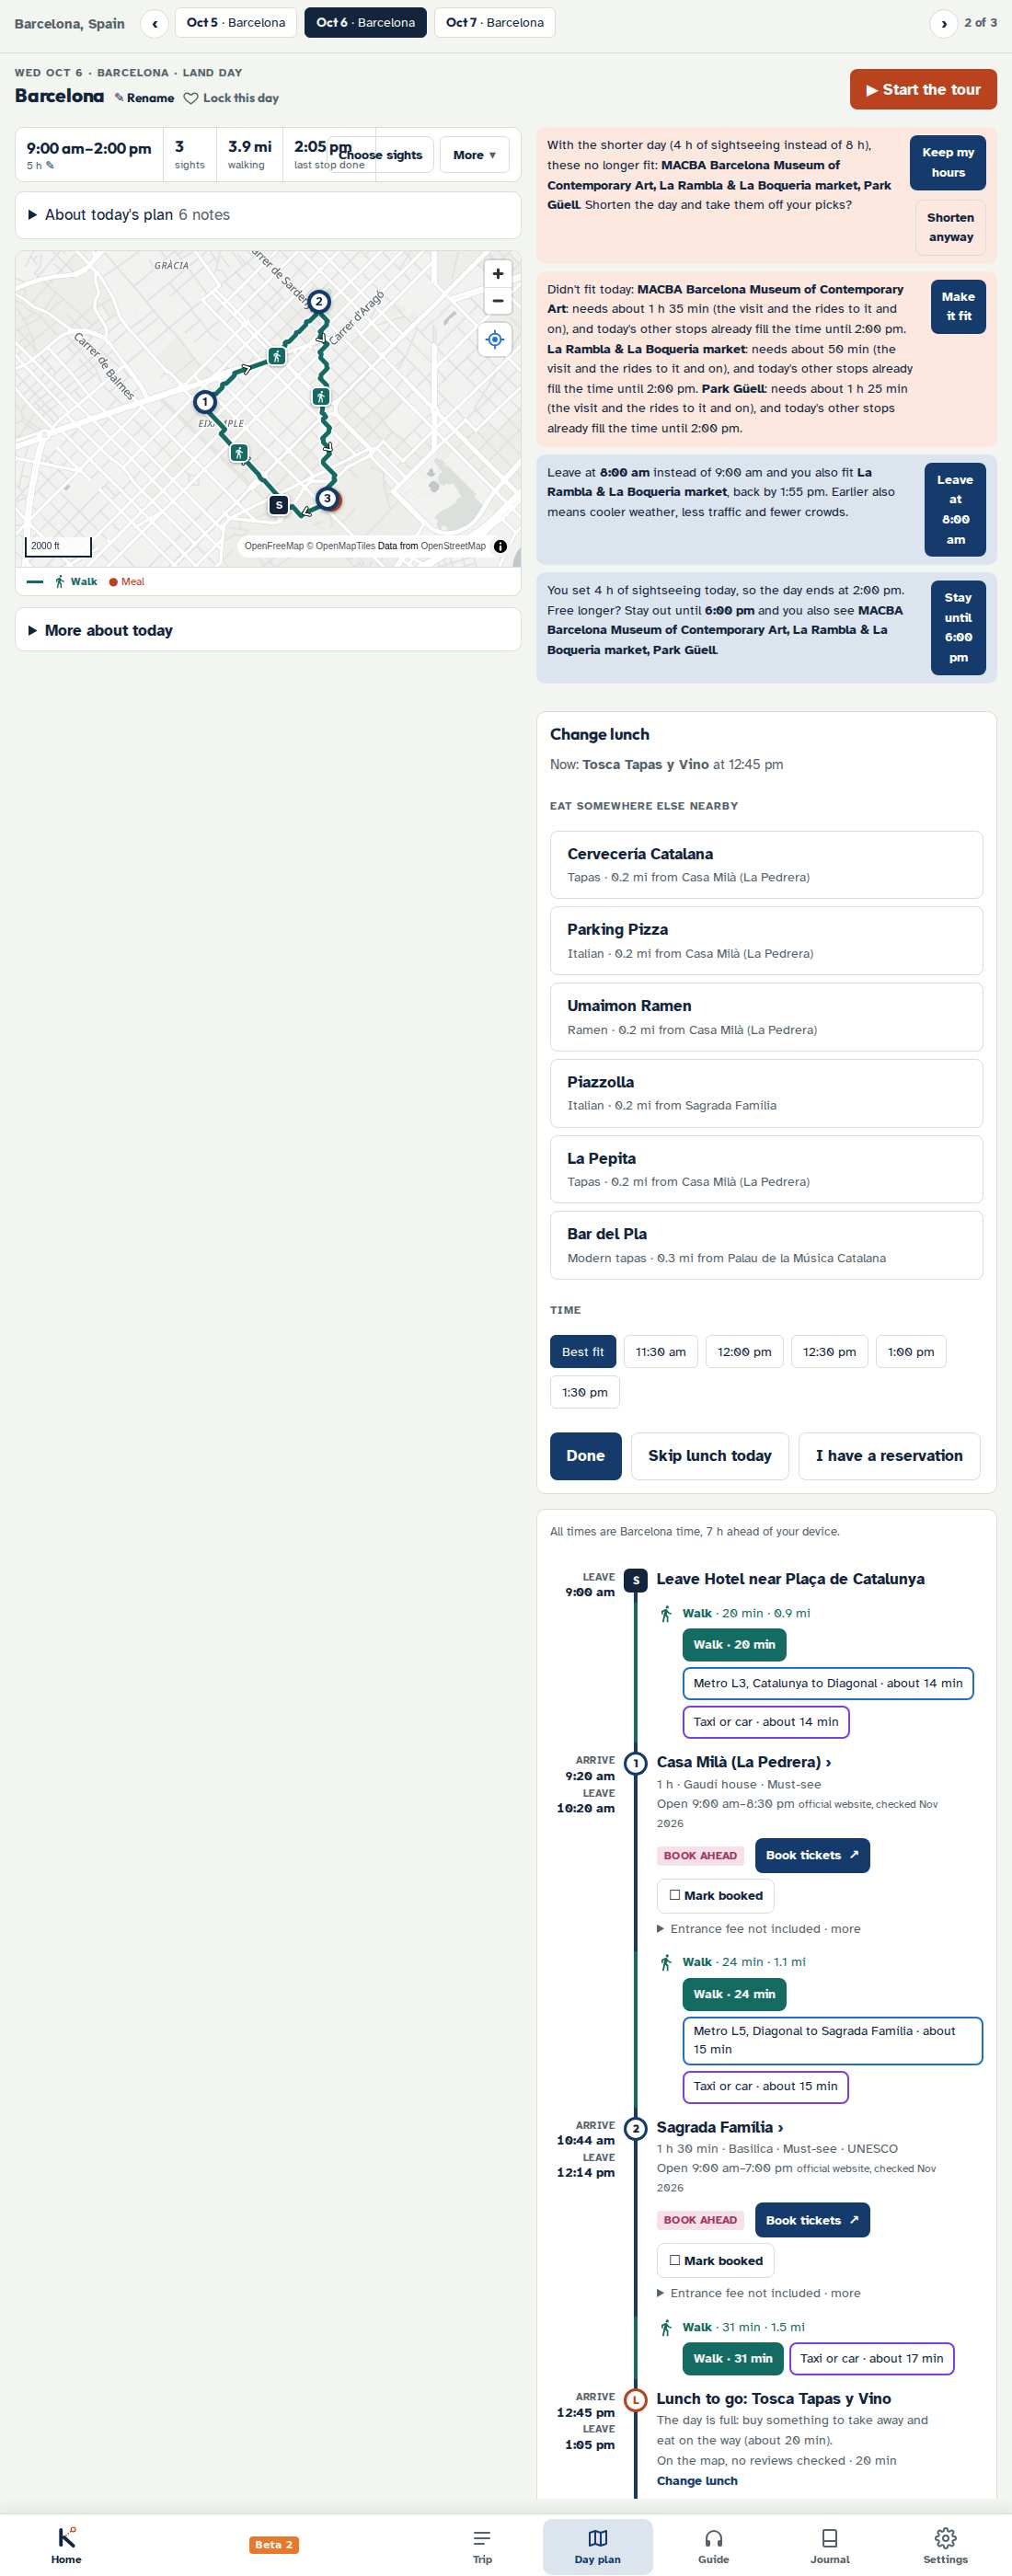 Barcelona, Spain
‹
Oct 5 · Barcelona
Oct 6 · Barcelona
Oct 7 · Barcelona
›
2 of 3
WED OCT 6 · BARCELONA · LAND DAY
Barcelona
✎ Rename
Lock this day
▶ Start the tour
9:00 am–2:00 pm
5 h ✎
3
sights
3.9 mi
walking
2:05 pm
last stop done
Choose sights
More ▼
▶ About today's plan 6 notes
GRÀCIA
Carrer d'Aragó
Carrer de Balmes
2
1
S
3
+
−
2000 ft
OpenFreeMap © OpenMapTiles Data from OpenStreetMap
Walk
Meal
▶ More about today
With the shorter day (4 h of sightseeing instead of 8 h),
these no longer fit: MACBA Barcelona Museum of
Contemporary Art, La Rambla & La Boqueria market, Park
Güell. Shorten the day and take them off your picks?
Keep my
hours
Shorten
anyway
Didn't fit today: MACBA Barcelona Museum of Contemporary
Art: needs about 1 h 35 min (the visit and the rides to it and
on), and today's other stops already fill the time until 2:00 pm.
La Rambla & La Boqueria market: needs about 50 min (the
visit and the rides to it and on), and today's other stops already
fill the time until 2:00 pm. Park Güell: needs about 1 h 25 min
(the visit and the rides to it and on), and today's other stops
already fill the time until 2:00 pm.
Make
it fit
Leave at 8:00 am instead of 9:00 am and you also fit La
Rambla & La Boqueria market, back by 1:55 pm. Earlier also
means cooler weather, less traffic and fewer crowds.
Leave
at
8:00
am
You set 4 h of sightseeing today, so the day ends at 2:00 pm.
Free longer? Stay out until 6:00 pm and you also see MACBA
Barcelona Museum of Contemporary Art, La Rambla & La
Boqueria market, Park Güell.
Stay
until
6:00
pm
Change lunch
Now: Tosca Tapas y Vino at 12:45 pm
EAT SOMEWHERE ELSE NEARBY
Cervecería Catalana
Tapas · 0.2 mi from Casa Milà (La Pedrera)
Parking Pizza
Italian · 0.2 mi from Casa Milà (La Pedrera)
Umaimon Ramen
Ramen · 0.2 mi from Casa Milà (La Pedrera)
Piazzolla
Italian · 0.2 mi from Sagrada Família
La Pepita
Tapas · 0.2 mi from Casa Milà (La Pedrera)
Bar del Pla
Modern tapas · 0.3 mi from Palau de la Música Catalana
TIME
Best fit
11:30 am
12:00 pm
12:30 pm
1:00 pm
1:30 pm
Done
Skip lunch today
I have a reservation
All times are Barcelona time, 7 h ahead of your device.
LEAVE
9:00 am
S
Leave Hotel near Plaça de Catalunya
Walk · 20 min · 0.9 mi
Walk · 20 min
Metro L3, Catalunya to Diagonal · about 14 min
Taxi or car · about 14 min
ARRIVE
9:20 am
LEAVE
10:20 am
1
Casa Milà (La Pedrera) ›
1 h · Gaudí house · Must-see
Open 9:00 am–8:30 pm official website, checked Nov
2026
BOOK AHEAD
Book tickets ↗
☐ Mark booked
▶ Entrance fee not included · more
Walk · 24 min · 1.1 mi
Walk · 24 min
Metro L5, Diagonal to Sagrada Família · about
15 min
Taxi or car · about 15 min
ARRIVE
10:44 am
LEAVE
12:14 pm
2
Sagrada Família ›
1 h 30 min · Basilica · Must-see · UNESCO
Open 9:00 am–7:00 pm official website, checked Nov
2026
BOOK AHEAD
Book tickets ↗
☐ Mark booked
▶ Entrance fee not included · more
Walk · 31 min · 1.5 mi
Walk · 31 min
Taxi or car · about 17 min
ARRIVE
12:45 pm
LEAVE
1:05 pm
L
Lunch to go: Tosca Tapas y Vino
The day is full: buy something to take away and
eat on the way (about 20 min).
On the map, no reviews checked · 20 min
Change lunch
Home
Beta 2
Trip
Day plan
Guide
Journal
Settings